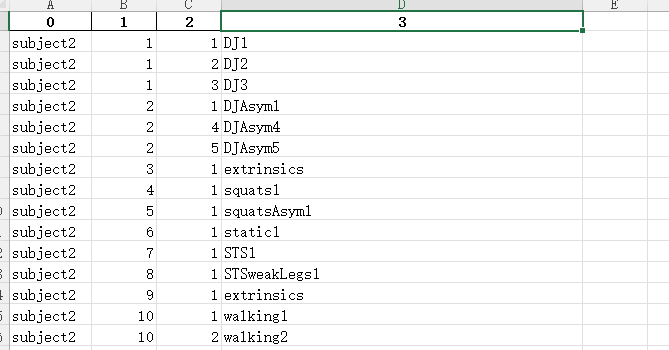 A B C D E
0 1 2 3
subject2 1 1 DJ1
subject2 1 2 DJ2
subject2 1 3 DJ3
subject2 2 1 DJAsym1
subject2 2 4 DJAsym4
subject2 2 5 DJAsym5
subject2 3 1 extrinsics
subject2 4 1 squats1
subject2 5 1 squatsAsym1
subject2 6 1 static1
subject2 7 1 STS1
subject2 8 1 STSweakLegs1
subject2 9 1 extrinsics
subject2 10 1 walking1
subject2 10 2 walking2